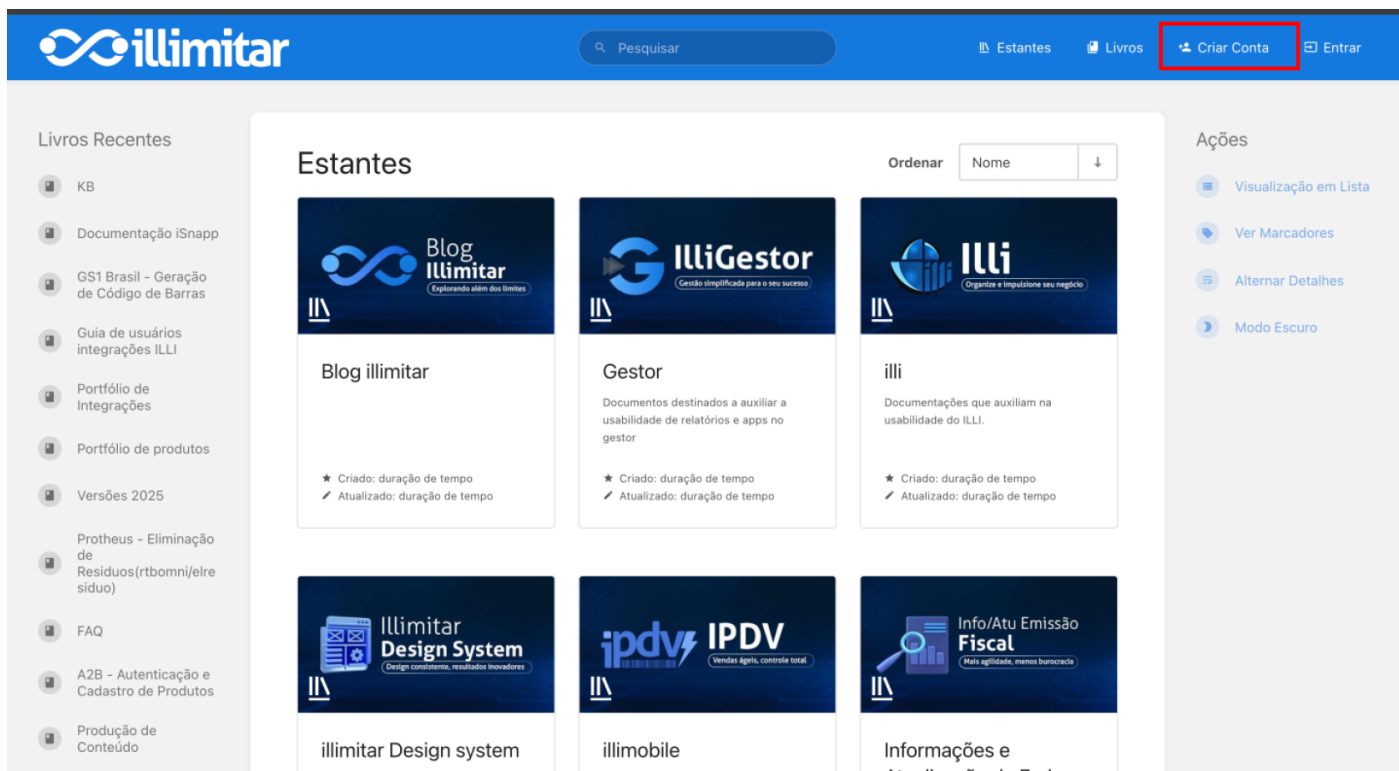 illimitar
Pesquisar
Estantes
Livros
Criar Conta
Entrar
Livros Recentes
KB
Documentação iSnapp
GS1 Brasil - Geração
de Código de Barras
Guia de usuários
integrações ILLI
Portfólio de
Integrações
Portfólio de produtos
Versões 2025
Protheus - Eliminação
de
Residuos(rtbomni/elre
siduo)
FAQ
A2B - Autenticação e
Cadastro de Produtos
Produção de
Conteúdo
Estantes
Ordenar
Nome
Blog
Illimitar
Explorando além dos limites
Blog illimitar
Criado: duração de tempo
Atualizado: duração de tempo
IlliGestor
Gestão simplificada para o seu sucesso
Gestor
Documentos destinados a auxiliar a
usabilidade de relatórios e apps no
gestor
Criado: duração de tempo
Atualizado: duração de tempo
Illi
Organize e impulsione seu negócio
illi
Documentações que auxiliam na
usabilidade do ILLI.
Criado: duração de tempo
Atualizado: duração de tempo
Illimitar
Design System
Design consistente, resultados inovadores
illimitar Design system
ipdv
IPDV
Vendas ágeis, controle total
illimobile
Info/Atu Emissão
Fiscal
Mais agilidade, menos burocracia
Informações e
Ações
Visualização em Lista
Ver Marcadores
Alternar Detalhes
Modo Escuro